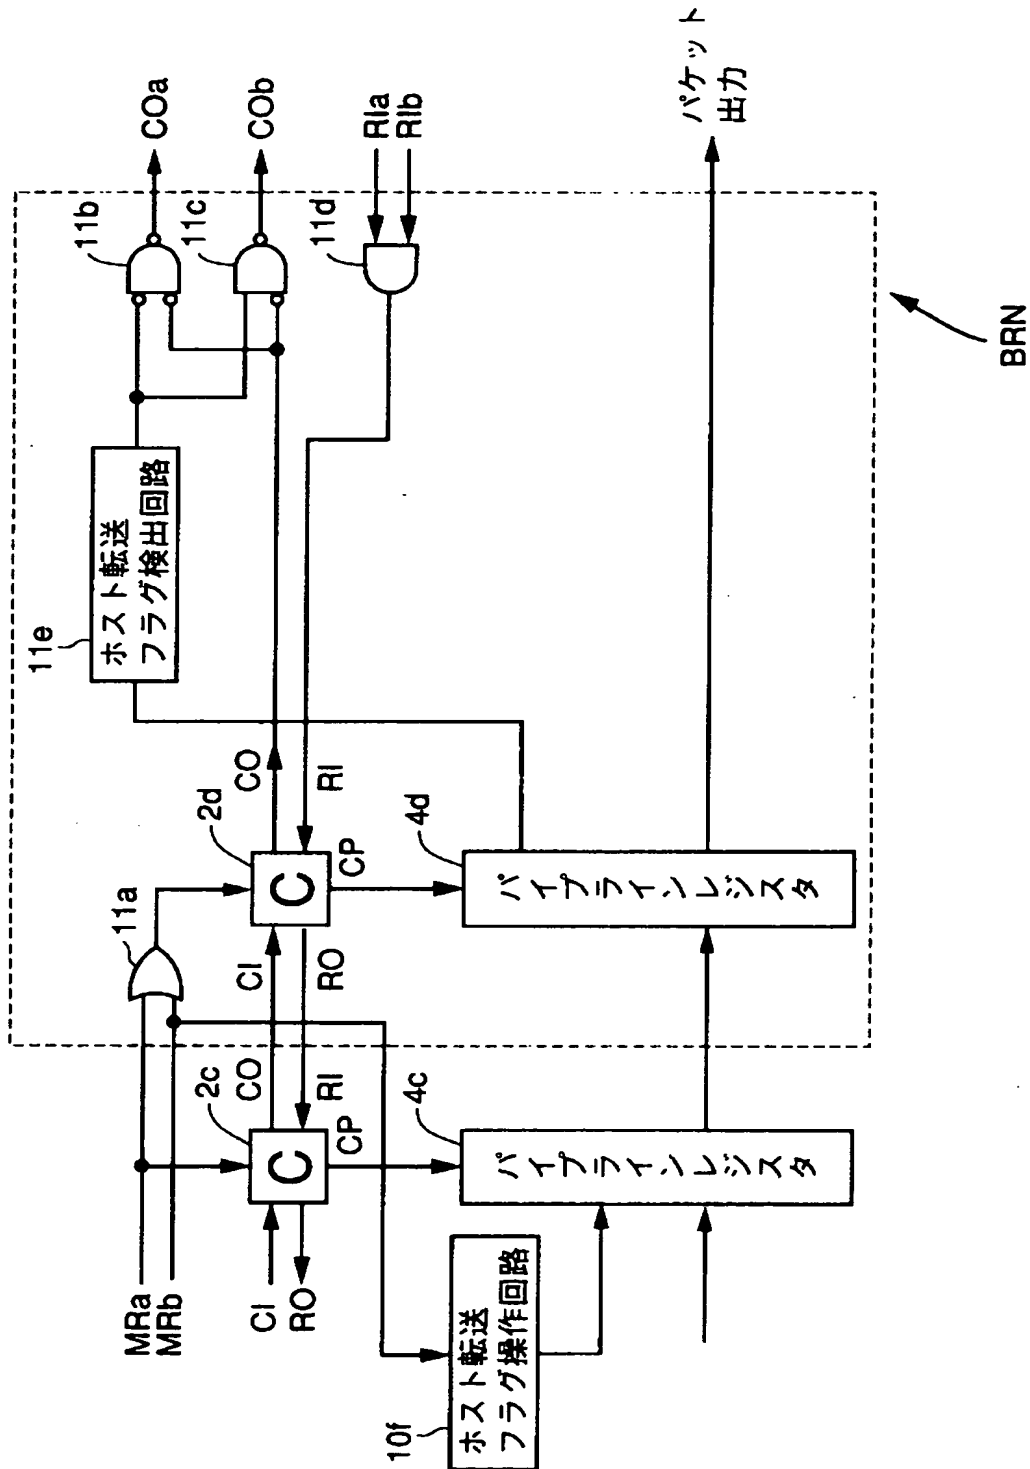 MRa
MRb
11a
CI
RO
2c
C
CO
RI
CP
CI
RO
2d
C
CO
RI
CP
11e
ホスト転送
フラグ検出回路
11b
11c
11d
COa
COb
RIa
RIb
10f
ホスト転送
フラグ操作回路
4c
パイプラインレジスタ
4d
パイプラインレジスタ
パケット
出力
BRN